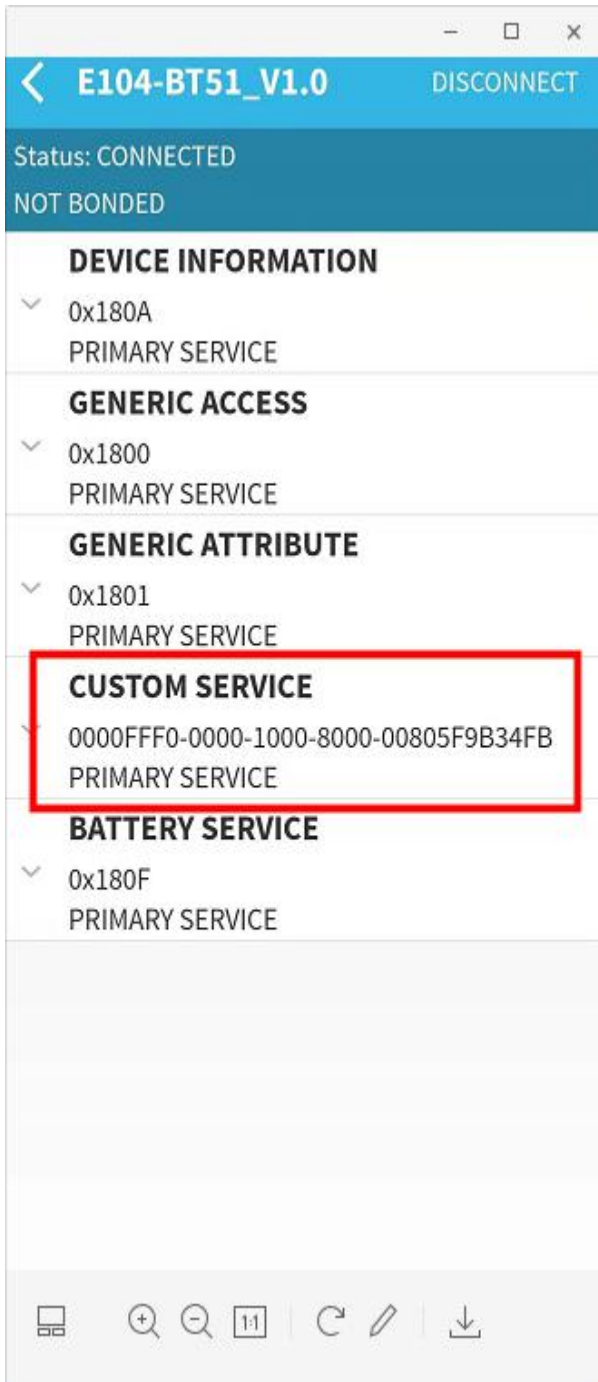 E104-BT51_V1.0 DISCONNECT
Status: CONNECTED
NOT BONDED
DEVICE INFORMATION
0x180A
PRIMARY SERVICE
GENERIC ACCESS
0x1800
PRIMARY SERVICE
GENERIC ATTRIBUTE
0x1801
PRIMARY SERVICE
CUSTOM SERVICE
0000FFF0-0000-1000-8000-00805F9B34FB
PRIMARY SERVICE
BATTERY SERVICE
0x180F
PRIMARY SERVICE
1:1